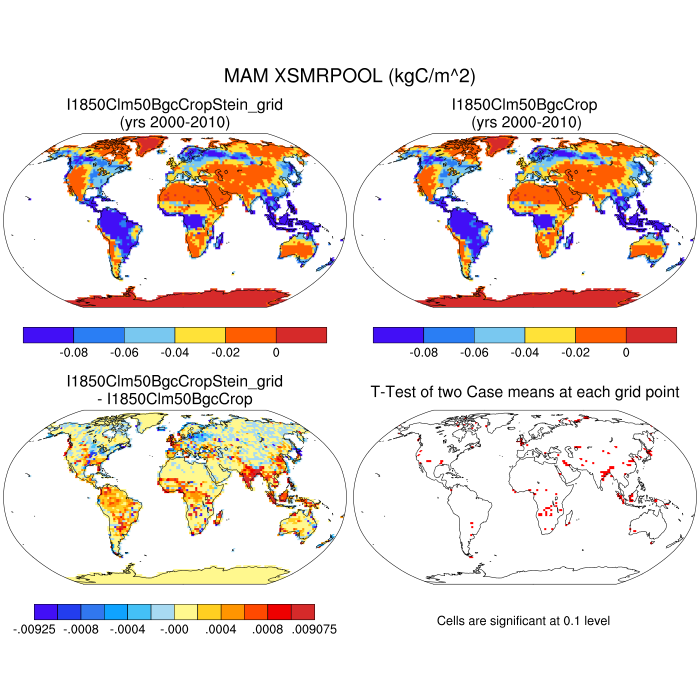 MAM XSMRPOOL (kgC/m^2)
I1850Clm50BgcCropStein_grid
(yrs 2000-2010)
I1850Clm50BgcCrop
(yrs 2000-2010)
-0.08 -0.06 -0.04 -0.02 0
-0.08 -0.06 -0.04 -0.02 0
I1850Clm50BgcCropStein_grid
- I1850Clm50BgcCrop
T-Test of two Case means at each grid point
-.00925 -.0008 -.0004 -.000 .0004 .0008 .009075
Cells are significant at 0.1 level